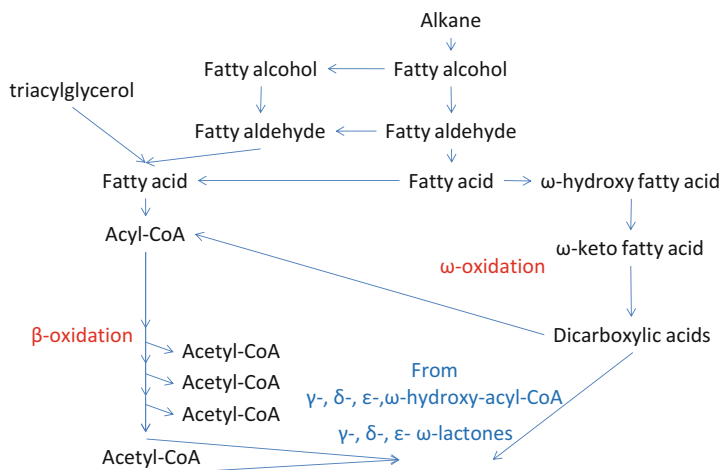 Alkane
Fatty alcohol Fatty alcohol
triacylglycerol
Fatty aldehyde Fatty aldehyde
Fatty acid Fatty acid ω-hydroxy fatty acid
Acyl-CoA
ω-keto fatty acid
ω-oxidation
β-oxidation
Dicarboxylic acids
Acetyl-CoA
From
Acetyl-CoA
γ-, δ-, ε-,ω-hydroxy-acyl-CoA
Acetyl-CoA
γ-, δ-, ε- ω-lactones
Acetyl-CoA